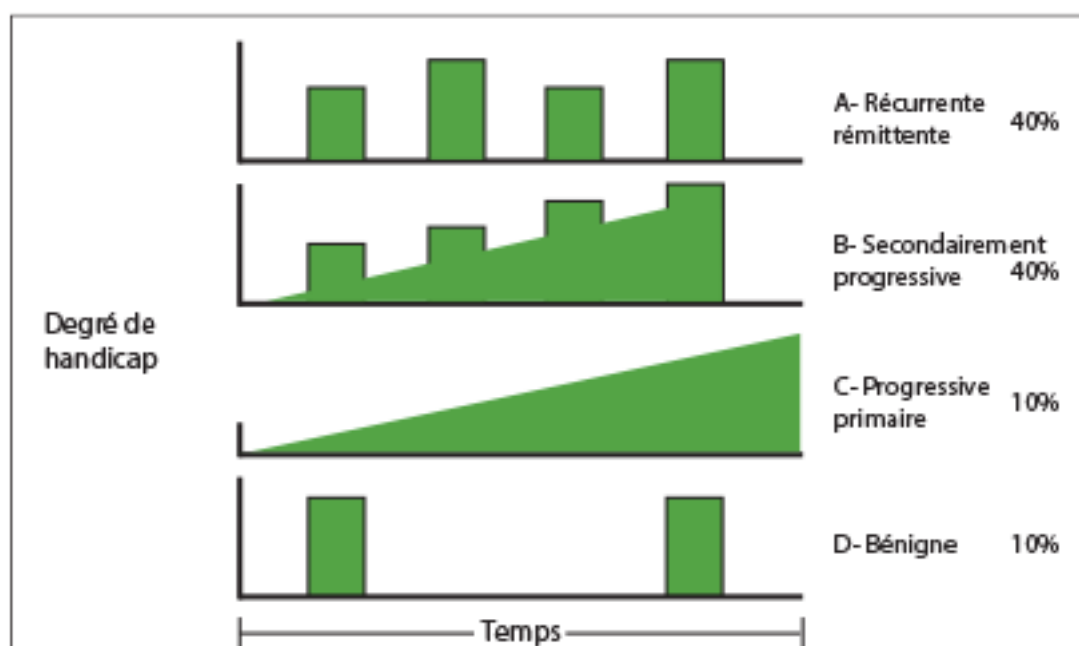 A- Récurrente
rémittente 40%
B- Secondairement
progressive 40%
Degré de
handicap
C- Progressive
primaire 10%
D- Bénigne 10%
Temps